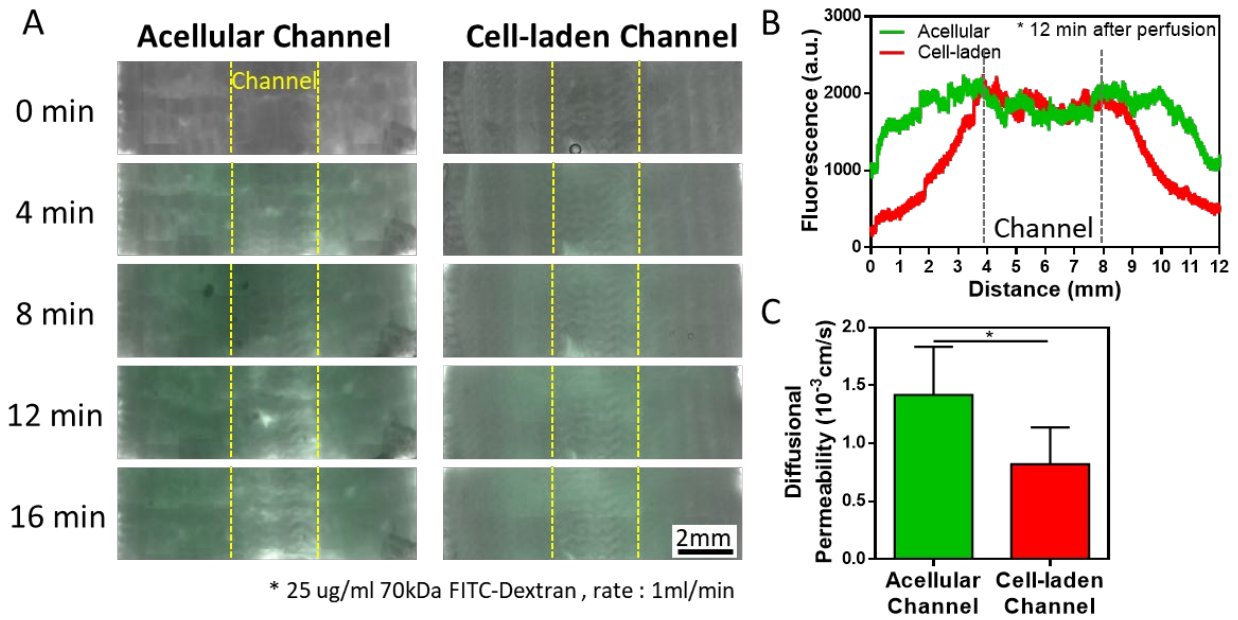 A
Acellular Channel
Cell-laden Channel
Channel
0 min
4 min
8 min
12 min
16 min
2mm
* 25 ug/ml 70kDa FITC-Dextran , rate : 1ml/min
B
Fluorescence (a.u.)
3000
2000
1000
0
Acellular
Cell-laden
* 12 min after perfusion
Channel
0 1 2 3 4 5 6 7 8 9 10 11 12
Distance (mm)
C
Diffusional
Permeability (10⁻³cm/s)
2.0
1.5
1.0
0.5
0.0
*
Acellular
Channel
Cell-laden
Channel